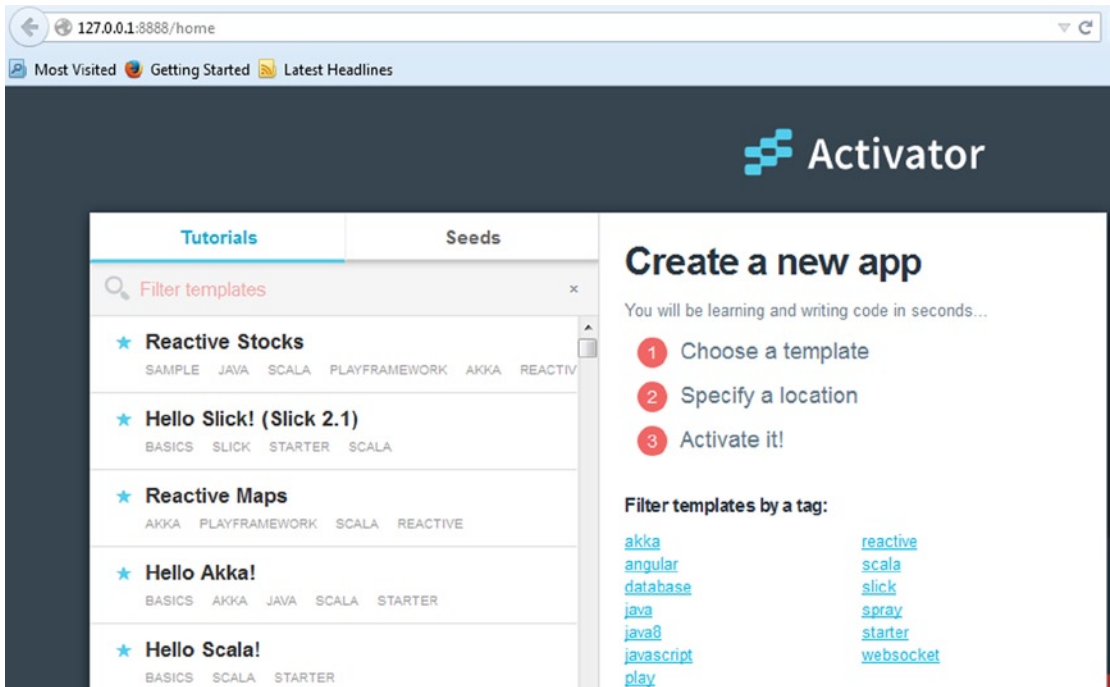 127.0.0.1:8888/home
Most Visited Getting Started Latest Headlines
Activator
Tutorials Seeds
Filter templates ×
Reactive Stocks
SAMPLE JAVA SCALA PLAYFRAMEWORK AKKA REACTIV
Hello Slick! (Slick 2.1)
BASICS SLICK STARTER SCALA
Reactive Maps
AKKA PLAYFRAMEWORK SCALA REACTIVE
Hello Akka!
BASICS AKKA JAVA SCALA STARTER
Hello Scala!
BASICS SCALA STARTER
Create a new app
You will be learning and writing code in seconds...
1 Choose a template
2 Specify a location
3 Activate it!
Filter templates by a tag:
akka
angular
database
java
java8
javascript
play
reactive
scala
slick
spray
starter
websocket